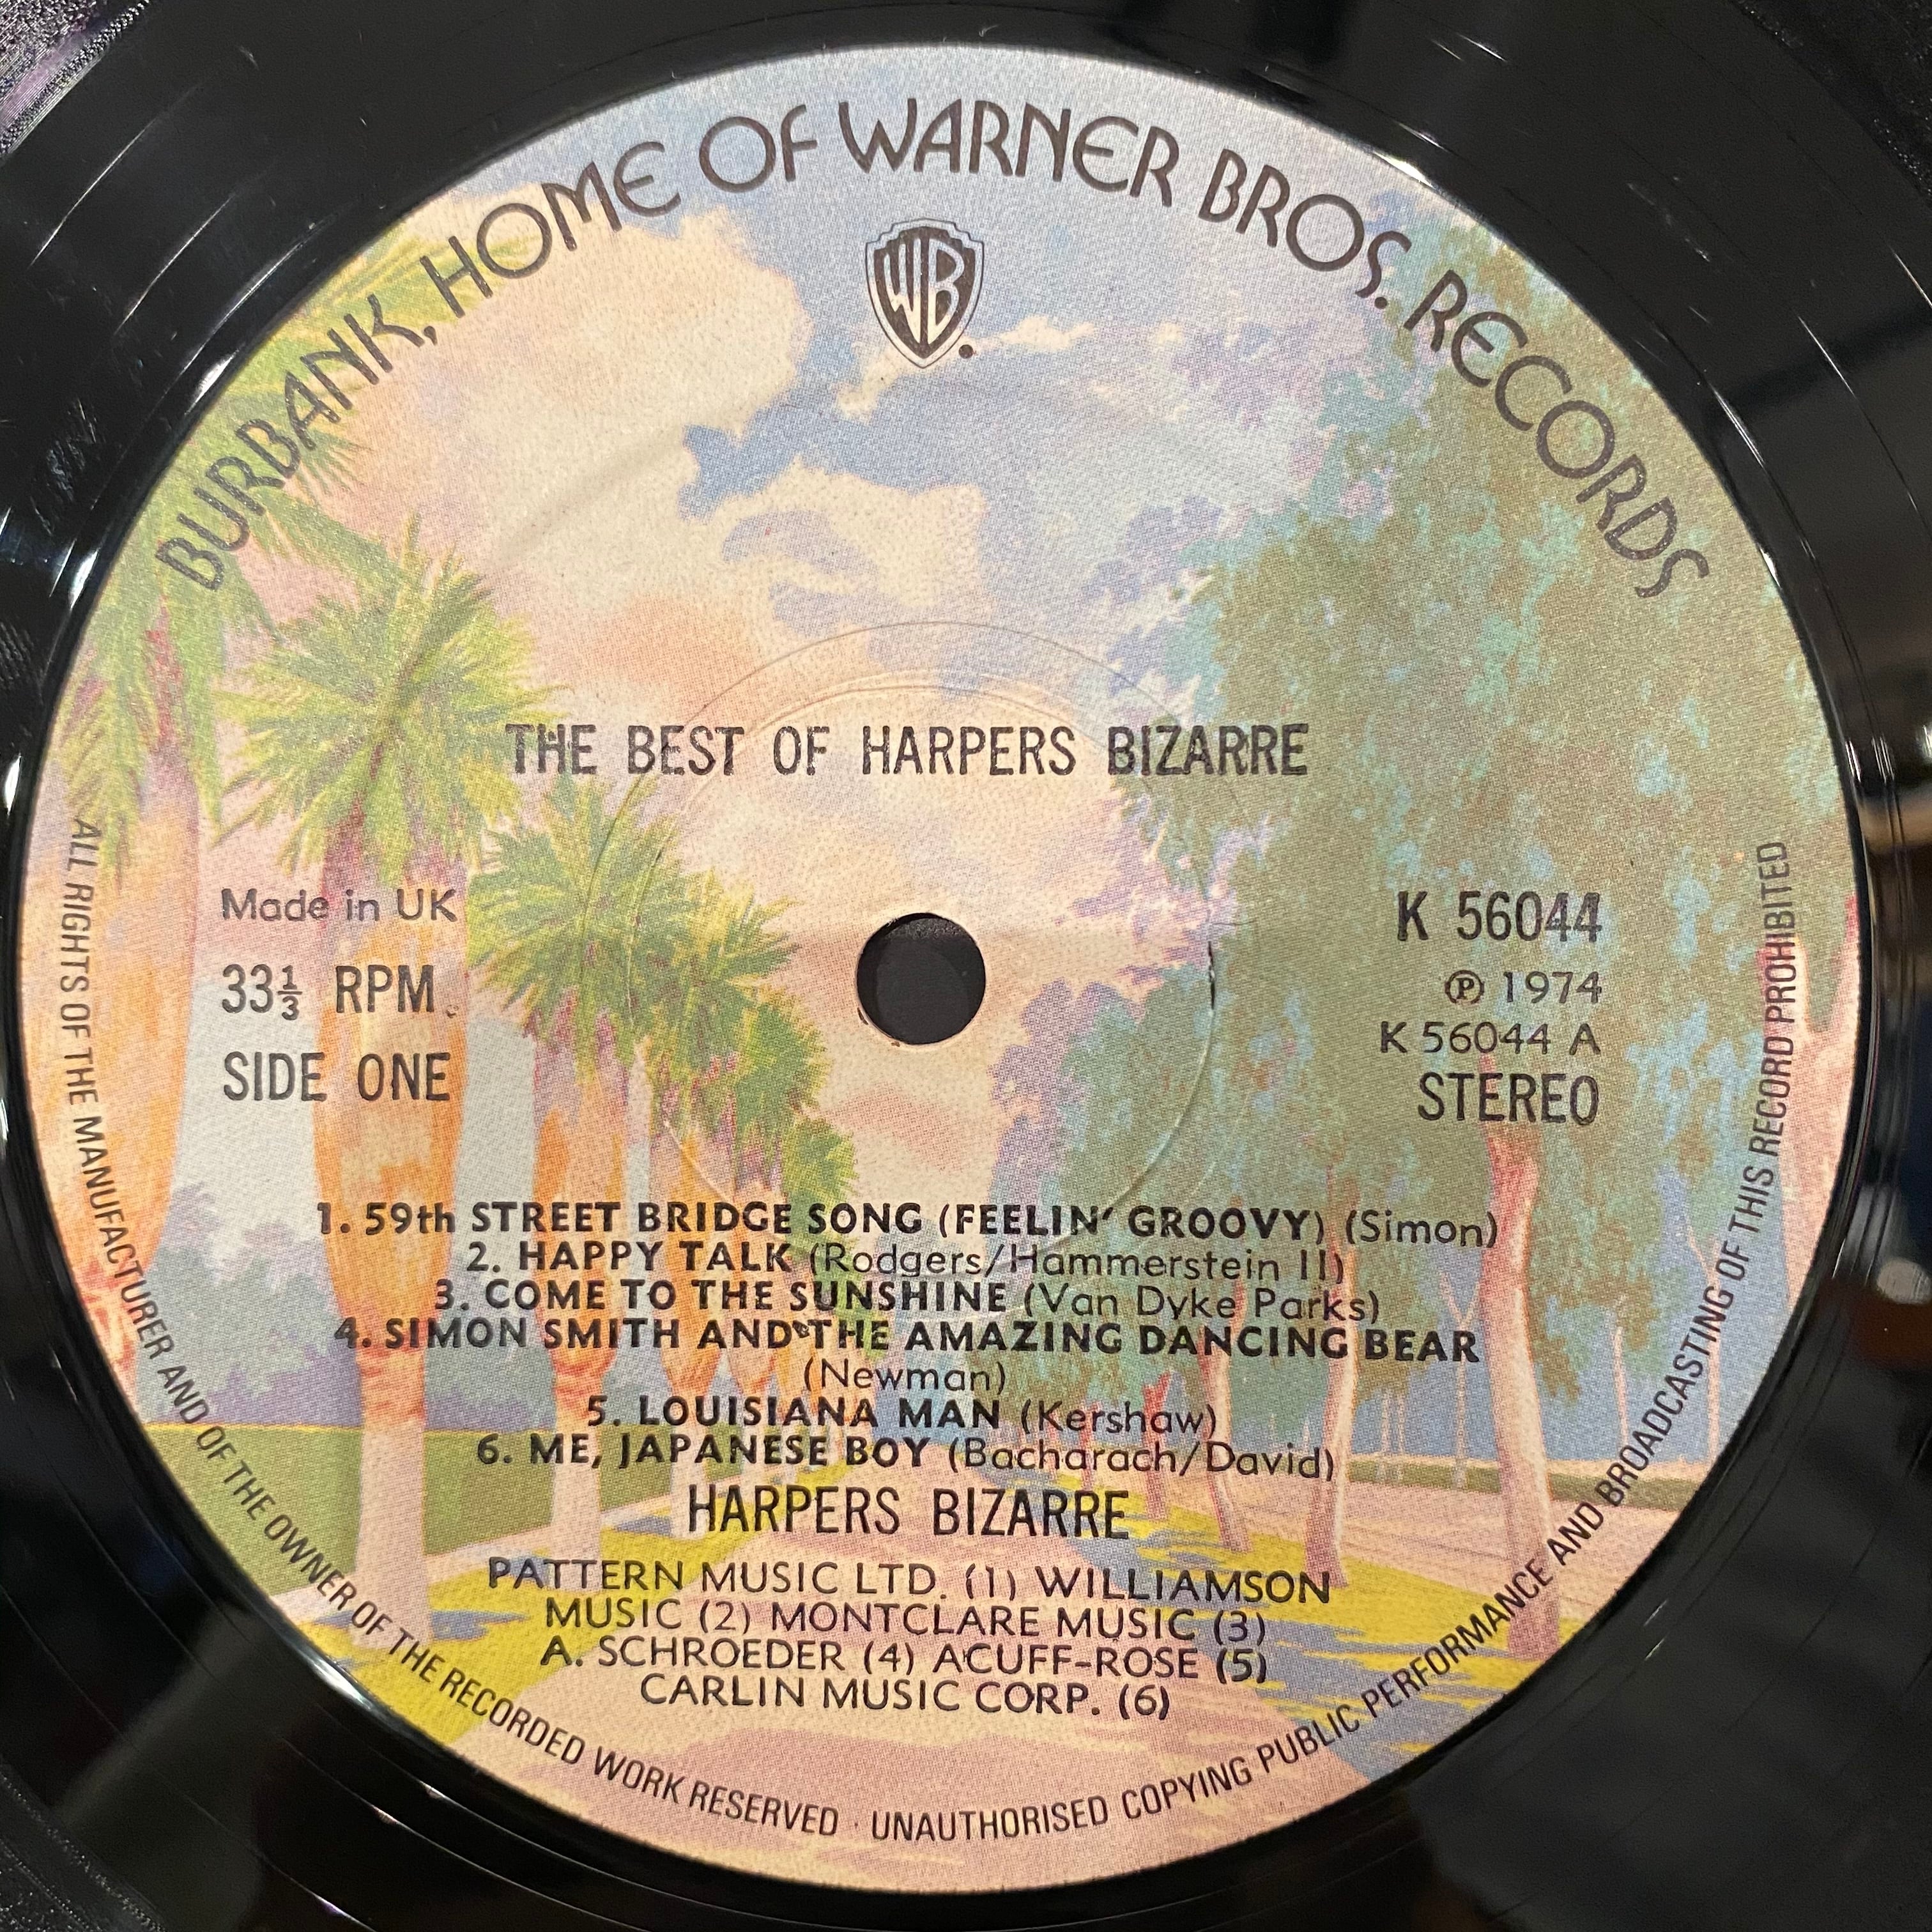 BURBANK, HOME OF WARNER BROS. RECORDS
WB
THE BEST OF HARPERS BIZARRE
Made in UK
33⅓ RPM
SIDE ONE
K 56044
℗ 1974
K 56044 A
STEREO
1. 59th STREET BRIDGE SONG (FEELIN' GROOVY) (Simon)
2. HAPPY TALK (Rodgers/Hammerstein II)
3. COME TO THE SUNSHINE (Van Dyke Parks)
4. SIMON SMITH AND THE AMAZING DANCING BEAR
(Newman)
5. LOUISIANA MAN (Kershaw)
6. ME, JAPANESE BOY (Bacharach/David)
HARPERS BIZARRE
PATTERN MUSIC LTD. (1) WILLIAMSON
MUSIC (2) MONTCLARE MUSIC (3)
A. SCHROEDER (4) ACUFF-ROSE (5)
CARLIN MUSIC CORP. (6)
ALL RIGHTS OF THE MANUFACTURER AND OF THE OWNER OF THE RECORDED WORK RESERVED · UNAUTHORISED COPYING PUBLIC PERFORMANCE AND BROADCASTING OF THIS RECORD PROHIBITED